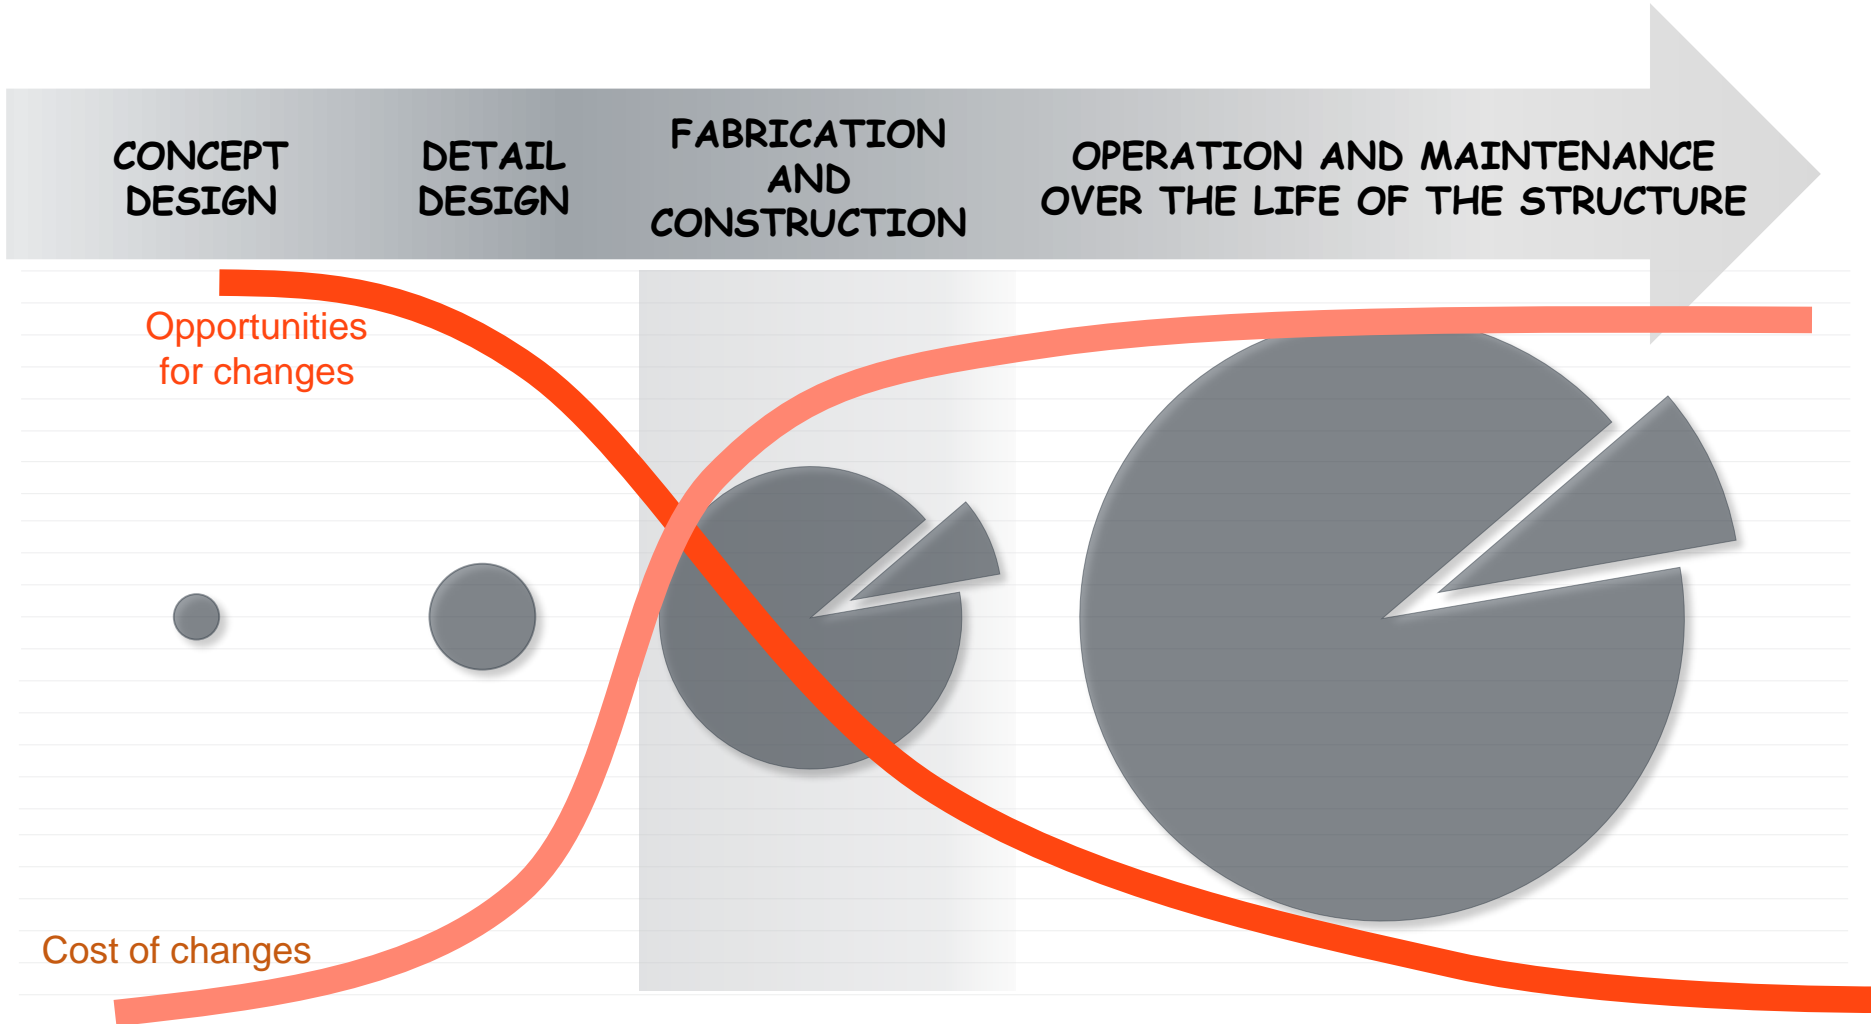 CONCEPT
DESIGN
DETAIL
DESIGN
FABRICATION
AND
CONSTRUCTION
OPERATION AND MAINTENANCE
OVER THE LIFE OF THE STRUCTURE
Opportunities
for changes
Cost of changes